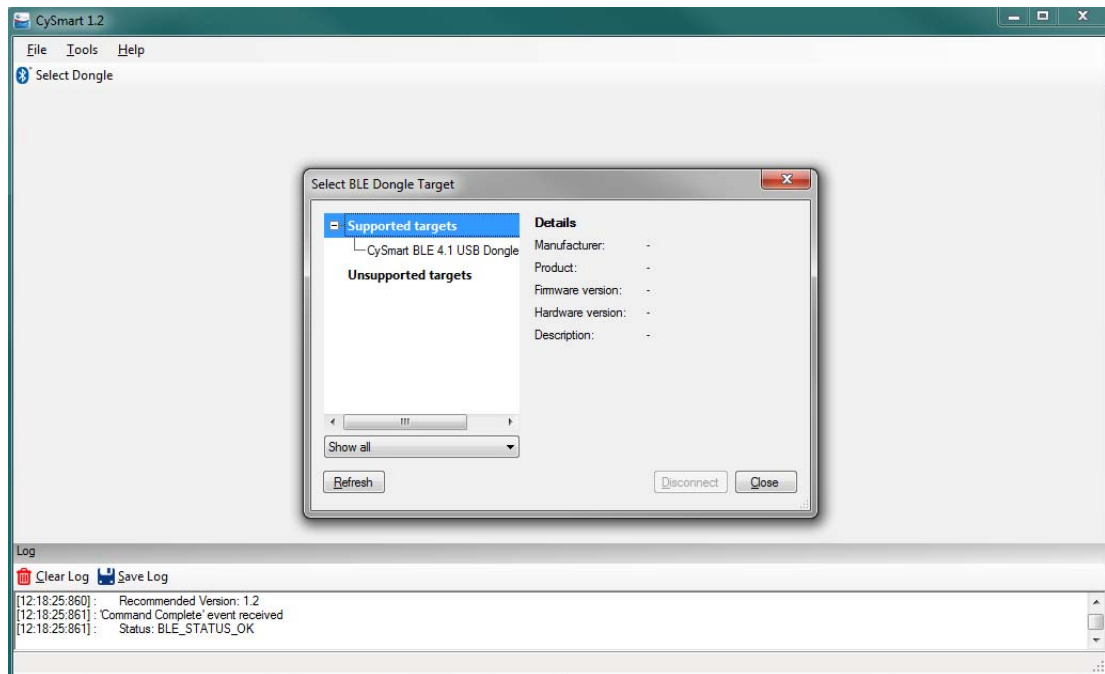 CySmart 1.2
File Tools Help
Select Dongle
Select BLE Dongle Target
Supported targets
CySmart BLE 4.1 USB Dongle
Unsupported targets
Show all
Refresh
Details
Manufacturer: -
Product: -
Firmware version: -
Hardware version: -
Description: -
Disconnect Close
Log
Clear Log Save Log
[12:18:25:860] : Recommended Version: 1.2
[12:18:25:861] : 'Command Complete' event received
[12:18:25:861] : Status: BLE_STATUS_OK